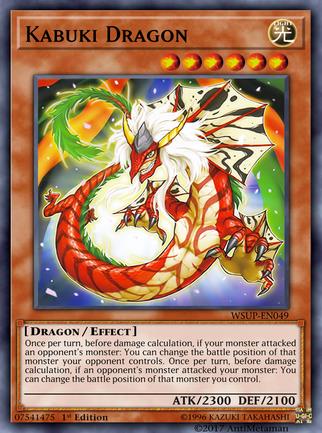 Kabuki Dragon
LIGHT
光
WSUP-EN049
[Dragon / Effect]
Once per turn, before damage calculation, if your monster attacked
an opponent's monster: You can change the battle position of that
monster your opponent controls. Once per turn, before damage
calculation, if an opponent's monster attacked your monster: You
can change the battle position of that monster you control.
ATK/2300 DEF/2100
07541475 1st Edition
©1996 KAZUKI TAKAHASHI
©2017 AntiMetaman